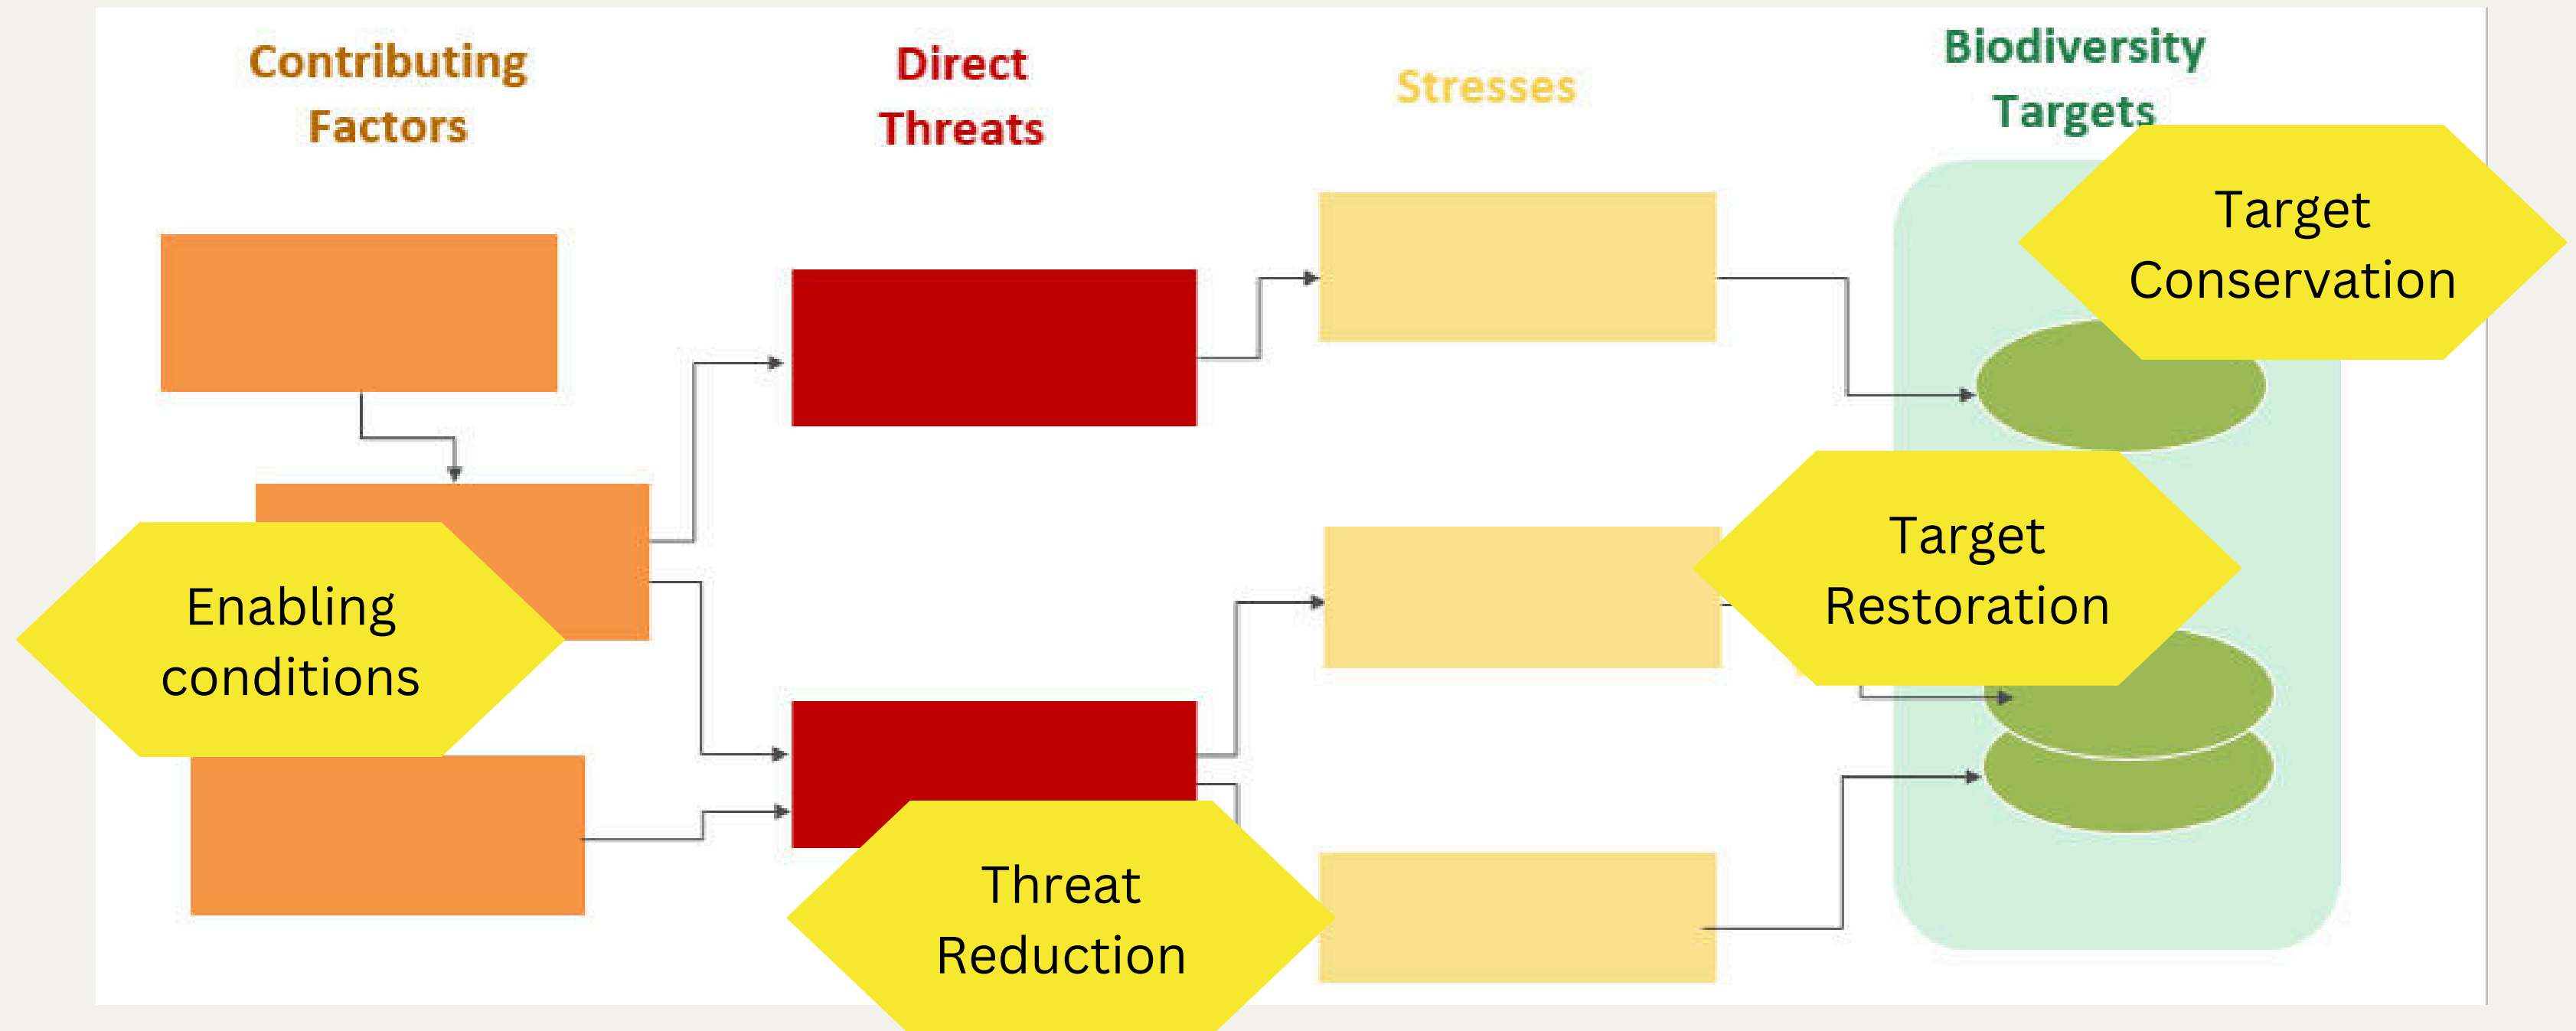 Contributing
Factors
Direct
Threats
Stresses
Biodiversity
Targets
Target
Conservation
Target
Restoration
Enabling
conditions
Threat
Reduction